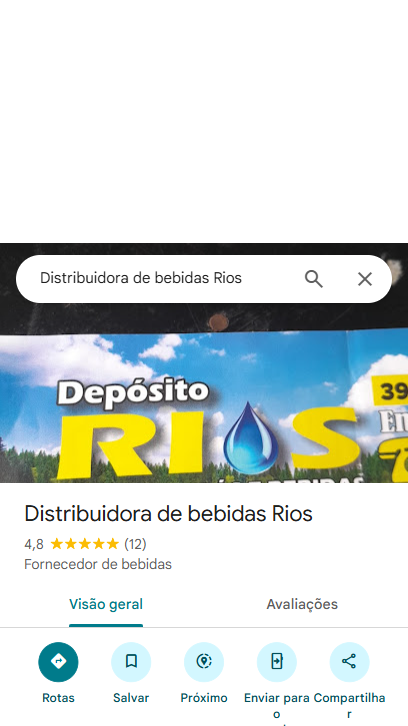 Distribuidora de bebidas Rios
Depósito
39
RIOS
Distribuidora de bebidas Rios
4,8 (12)
Fornecedor de bebidas
Visão geral
Avaliações
Rotas
Salvar
Próximo
Enviar para o
Compartilhar